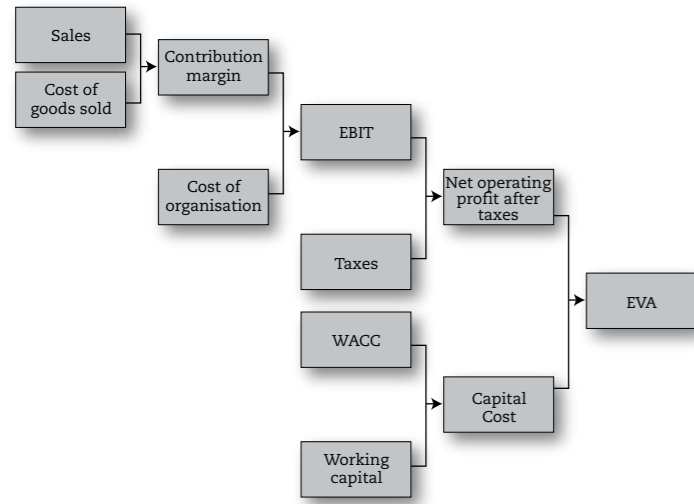 Sales
Cost of
goods sold
Contribution
margin
Cost of
organisation
EBIT
Taxes
Net operating
profit after
taxes
WACC
Working
capital
Capital
Cost
EVA